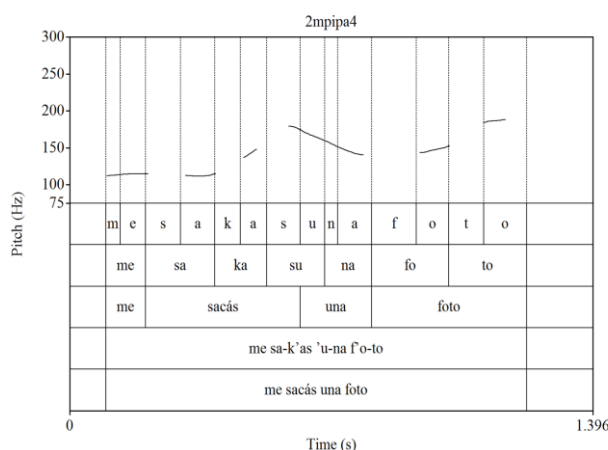 2mpipa4
300
250
200
150
100
75
Pitch (Hz)
m e s a k a s u n a f o t o
me sa ka su na fo to
me sacás una foto
me sa-k'as 'u-na f'o-to
me sacás una foto
0 1.396
Time (s)